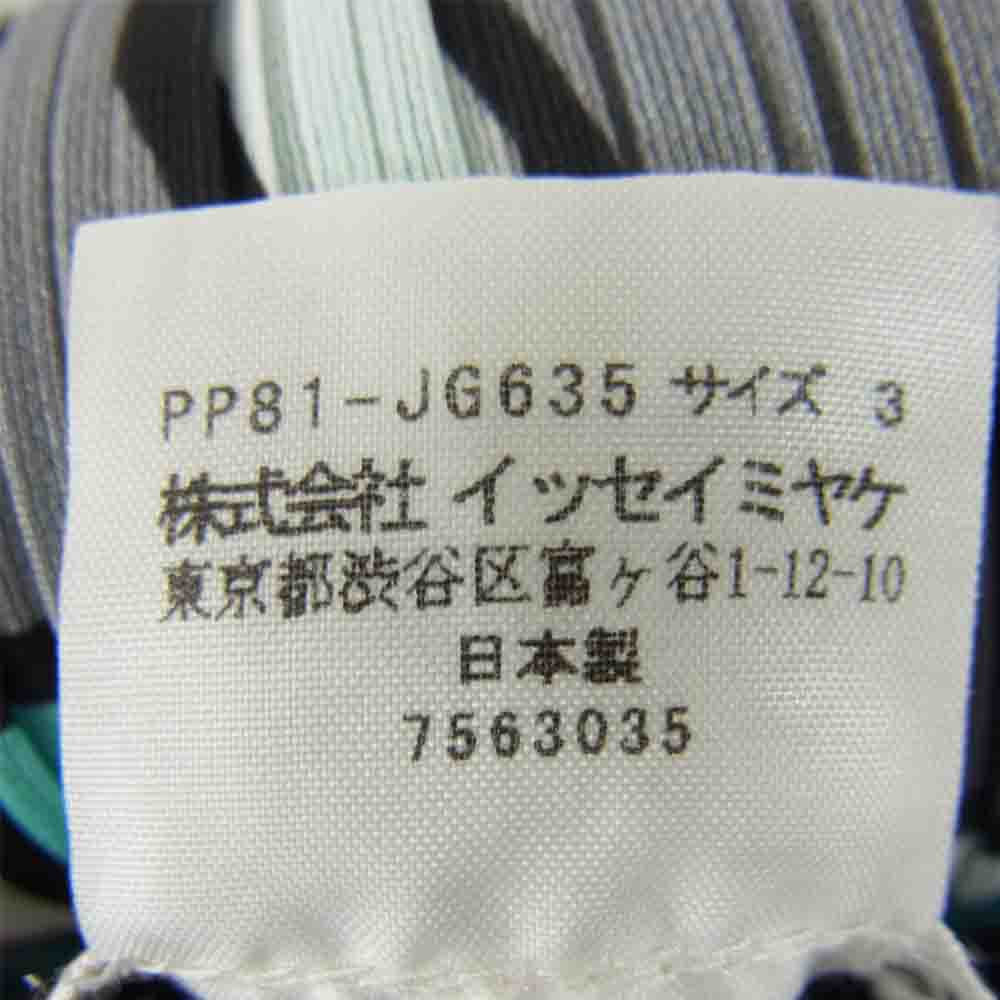 PP81-JG635 サイズ 3
株式会社 イッセイミヤケ
東京都渋谷区富ヶ谷1-12-10
日本製
7563035